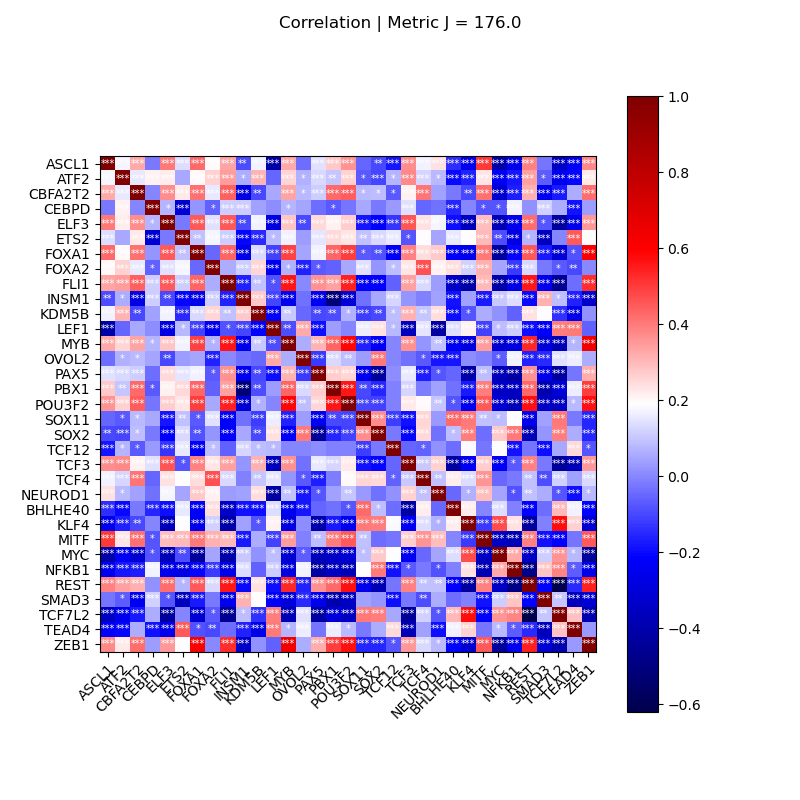 Correlation | Metric J = 176.0
ASCL1
ATF2
CBFA2T2
CEBPD
ELF3
ETS2
FOXA1
FOXA2
FLI1
INSM1
KDM5B
LEF1
MYB
OVOL2
PAX5
PBX1
POU3F2
SOX11
SOX2
TCF12
TCF3
TCF4
NEUROD1
BHLHE40
KLF4
MITF
MYC
NFKB1
REST
SMAD3
TCF7L2
TEAD4
ZEB1
ASCL1
ATF2
CBFA2T2
CEBPD
ELF3
ETS2
FOXA1
FOXA2
FLI1
INSM1
KDM5B
LEF1
MYB
OVOL2
PAX5
PBX1
POU3F2
SOX11
SOX2
TCF12
TCF3
TCF4
NEUROD1
BHLHE40
KLF4
MITF
MYC
NFKB1
REST
SMAD3
TCF7L2
TEAD4
ZEB1
1.0
0.8
0.6
0.4
0.2
0.0
−0.2
−0.4
−0.6